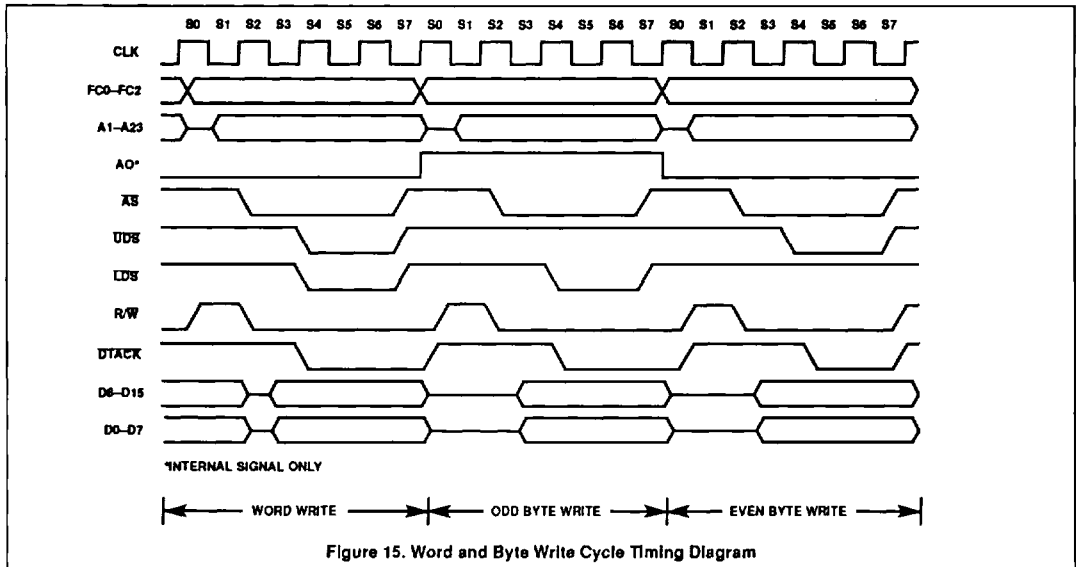 S0 S1 S2 S3 S4 S5 S6 S7 S0 S1 S2 S3 S4 S5 S6 S7 S0 S1 S2 S3 S4 S5 S6 S7
CLK
FC0–FC2
A1–A23
AO*
AS
UDS
LDS
R/W
DTACK
D8–D15
D0–D7
*INTERNAL SIGNAL ONLY
WORD WRITE ODD BYTE WRITE EVEN BYTE WRITE
Figure 15. Word and Byte Write Cycle Timing Diagram